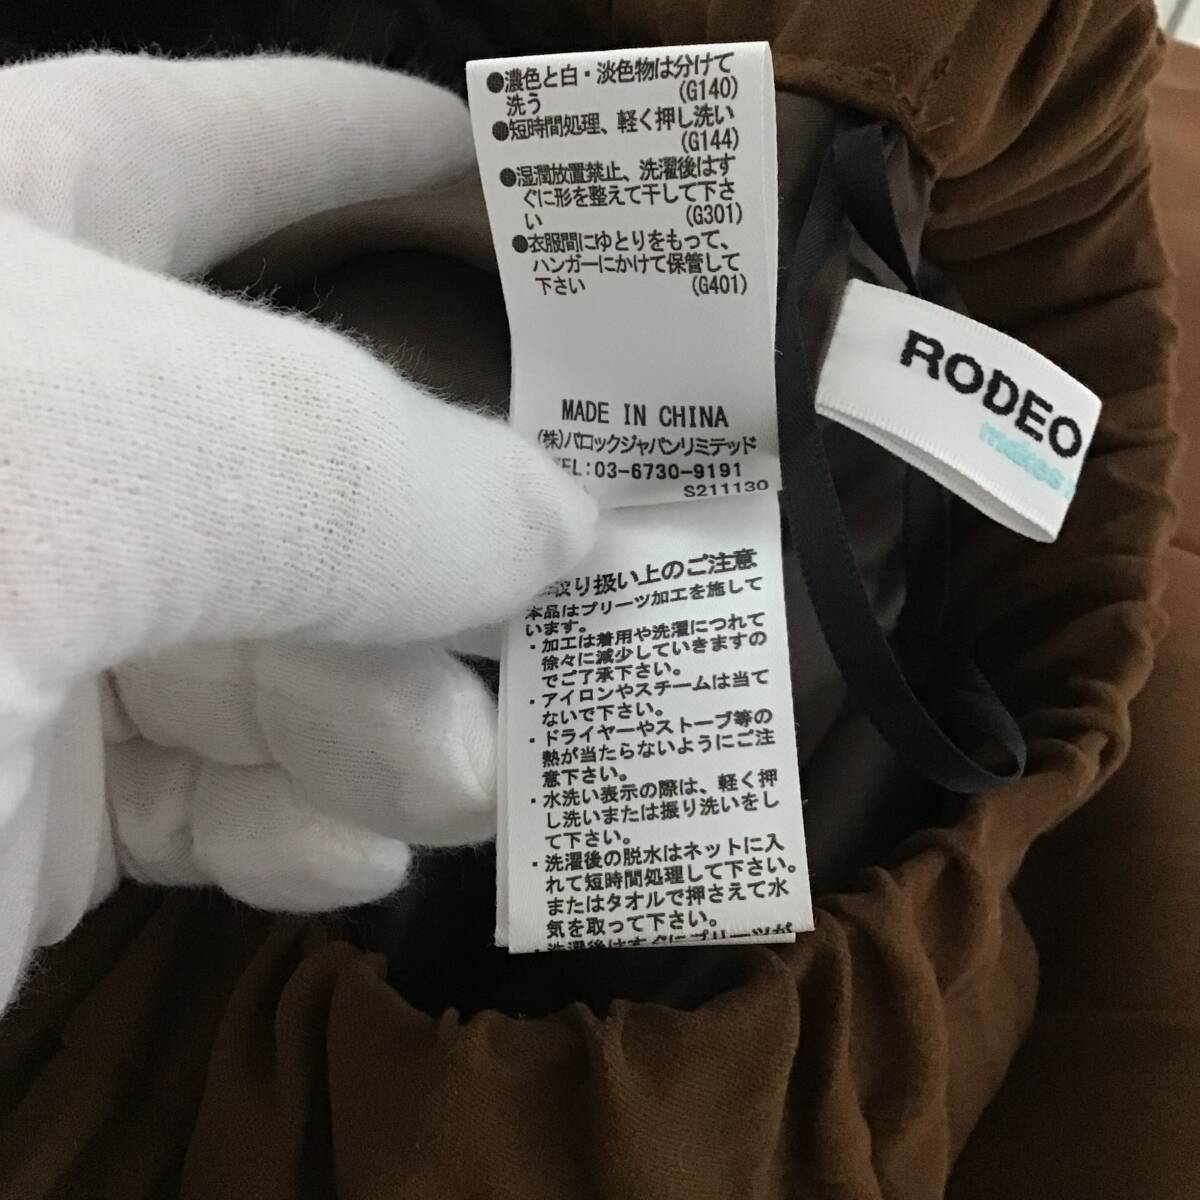 ●濃色と白・淡色物は分けて
洗う (G140)
●短時間処理、軽く押し洗い
(G144)
●湿潤放置禁止、洗濯後はす
ぐに形を整えて干して下さ
い (G301)
●衣服間にゆとりをもって、
ハンガーにかけて保管して
下さい (G401)
MADE IN CHINA
(株)バロックジャパンリミテッド
TEL:03-6730-9191
S211130
取り扱い上のご注意
本品はプリーツ加工を施して
います。
・加工は着用や洗濯につれて
徐々に減少していきますの
でご了承下さい。
・アイロンやスチームは当て
ないで下さい。
・ドライヤーやストーブ等の
熱が当たらないようにご注
意下さい。
・水洗い表示の際は、軽く押
し洗いまたは振り洗いをし
て下さい。
・洗濯後の脱水はネットに入
れて短時間処理して下さい。
またはタオルで押さえて水
気を取って下さい。
・洗濯後はすぐにプリーツが
RODEO
makes